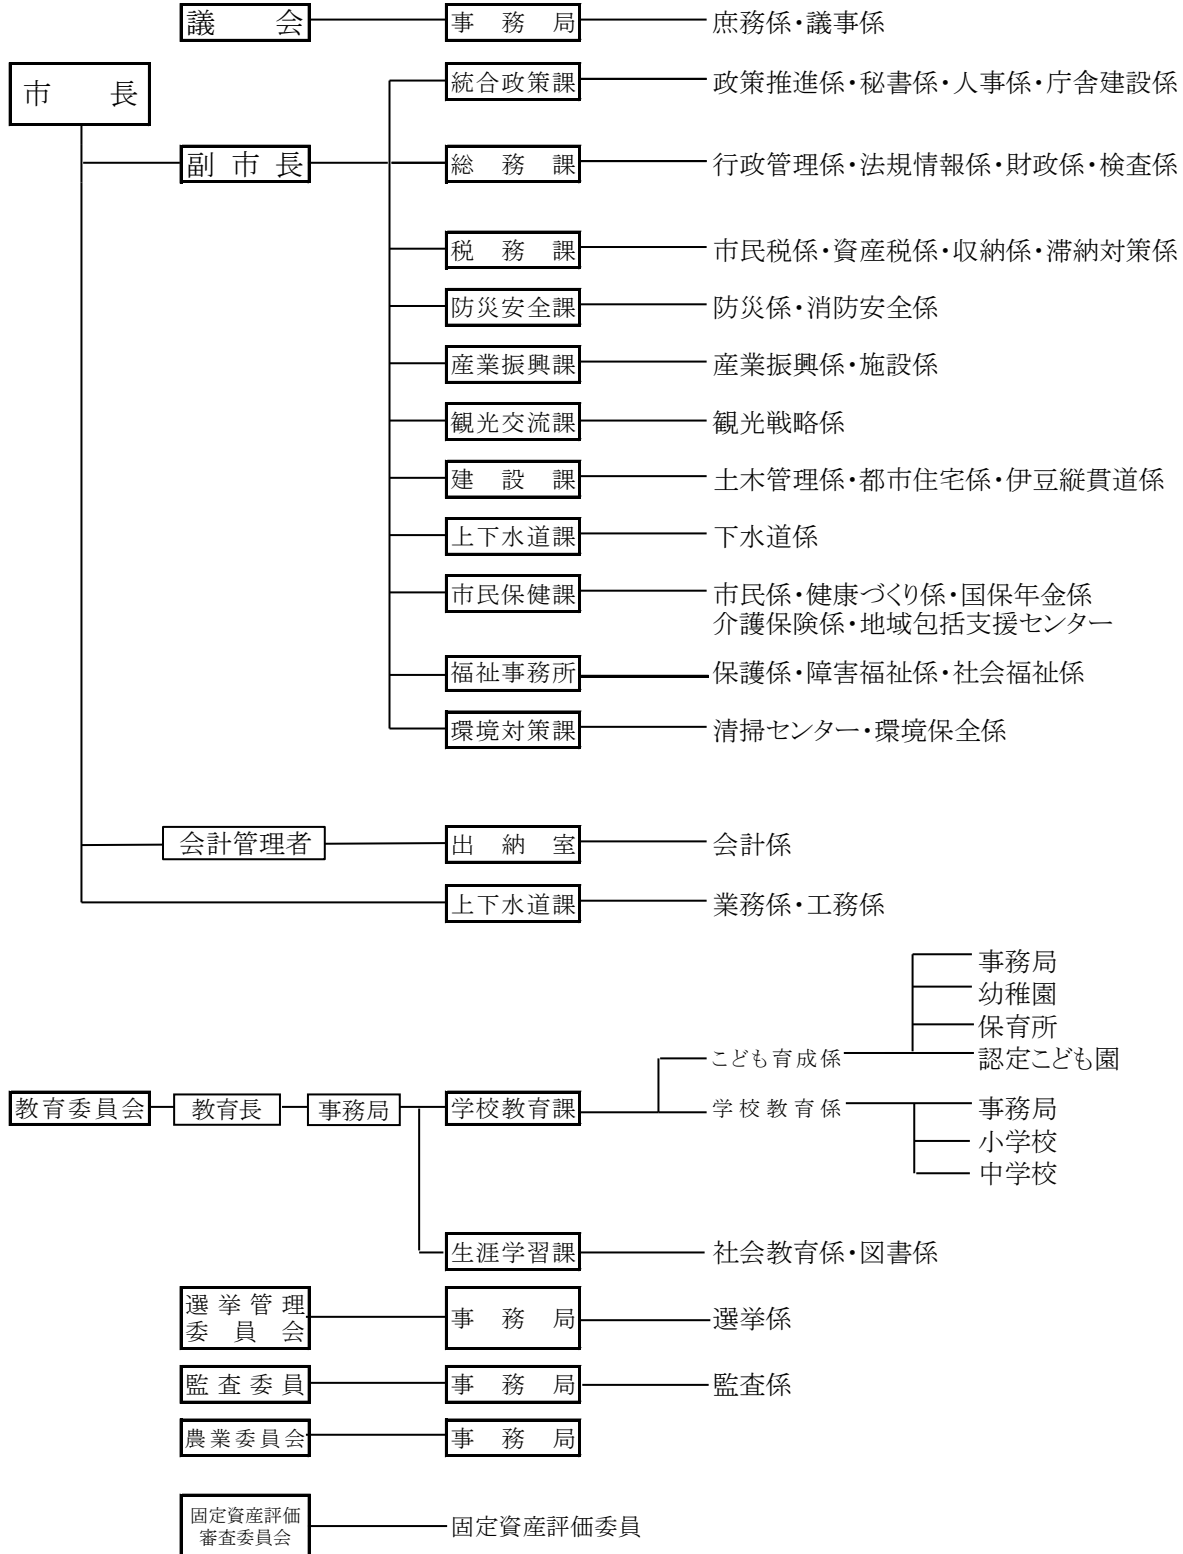 議会 事務局 庶務係・議事係
市長
統合政策課 政策推進係・秘書係・人事係・庁舎建設係
副市長 総務課 行政管理係・法規情報係・財政係・検査係
税務課 市民税係・資産税係・収納係・滞納対策係
防災安全課 防災係・消防安全係
産業振興課 産業振興係・施設係
観光交流課 観光戦略係
建設課 土木管理係・都市住宅係・伊豆縦貫道係
上下水道課 下水道係
市民保健課 市民係・健康づくり係・国保年金係
介護保険係・地域包括支援センター
福祉事務所 保護係・障害福祉係・社会福祉係
環境対策課 清掃センター・環境保全係
会計管理者 出納室 会計係
上下水道課 業務係・工務係
事務局
幼稚園
保育所
こども育成係 認定こども園
教育委員会 教育長 事務局 学校教育課 学校教育係 事務局
小学校
中学校
生涯学習課 社会教育係・図書係
選挙管理
委員会 事務局 選挙係
監査委員 事務局 監査係
農業委員会 事務局
固定資産評価
審査委員会 固定資産評価委員